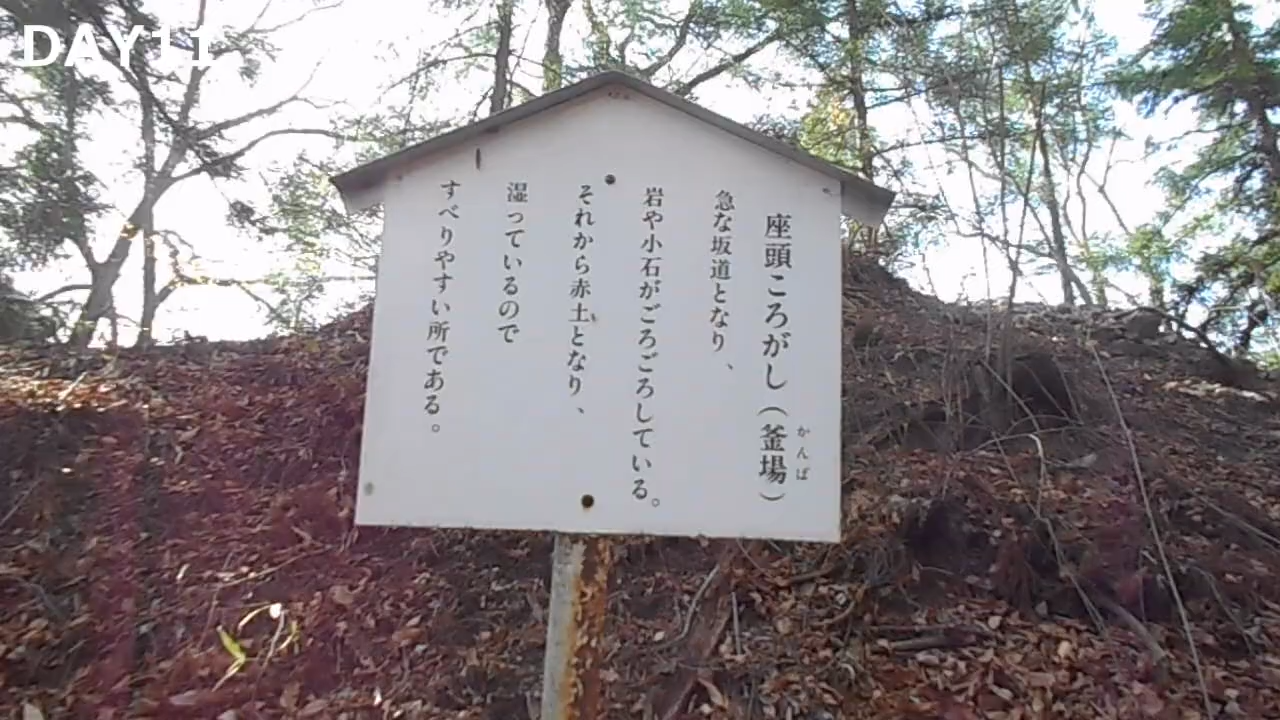 DAY11
座頭ころがし(釜場)
かんば
急な坂道となり、
岩や小石がごろごろしている。
それから赤土となり、
湿っているので
すべりやすい所である。